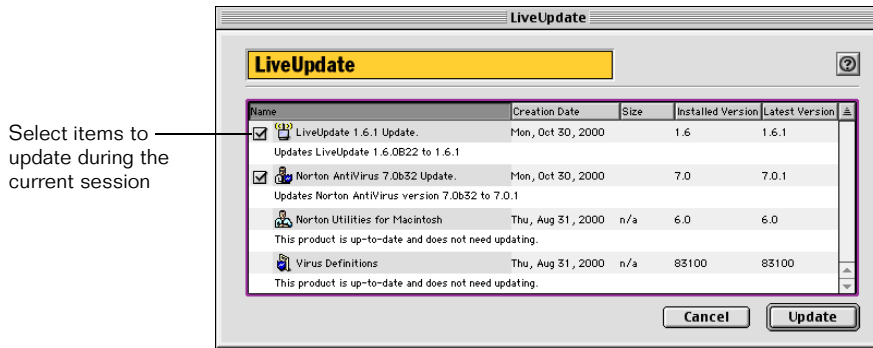 LiveUpdate
LiveUpdate
Name Creation Date Size Installed Version Latest Version
LiveUpdate 1.6.1 Update. Mon, Oct 30, 2000 1.6 1.6.1
Updates LiveUpdate 1.6.0B22 to 1.6.1
Norton AntiVirus 7.0b32 Update. Mon, Oct 30, 2000 7.0 7.0.1
Updates Norton AntiVirus version 7.0b32 to 7.0.1
Norton Utilities for Macintosh Thu, Aug 31, 2000 n/a 6.0 6.0
This product is up-to-date and does not need updating.
Virus Definitions Thu, Aug 31, 2000 n/a 83100 83100
This product is up-to-date and does not need updating.
Cancel Update
Select items to
update during the
current session